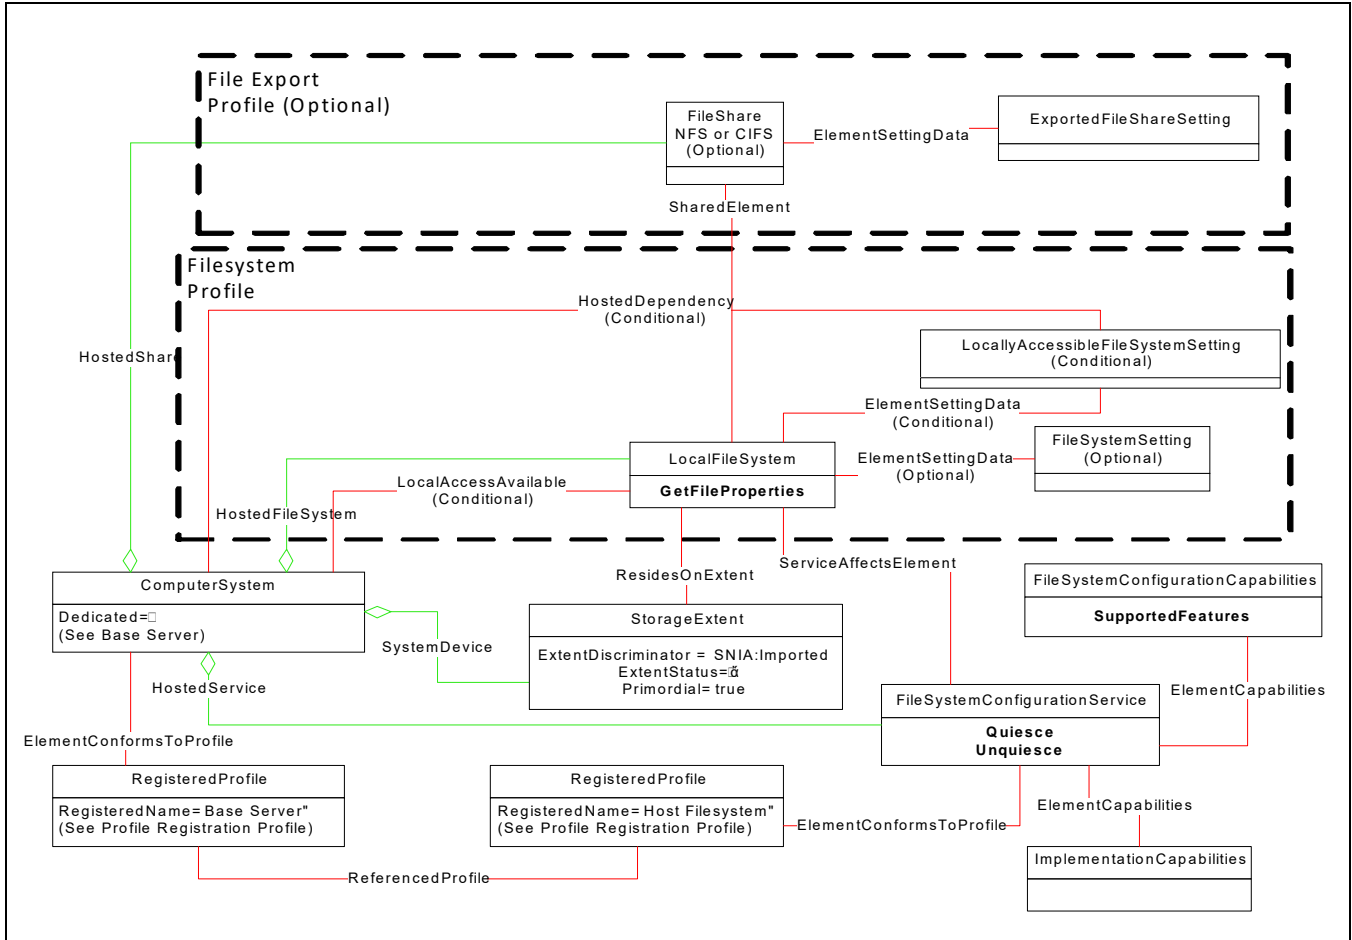 File Export
Profile (Optional)
FileShare
NFS or CIFS
(Optional)
ElementSettingData
ExportedFileShareSetting
SharedElement
Filesystem
Profile
HostedDependency
(Conditional)
HostedShare
LocallyAccessibleFileSystemSetting
(Conditional)
ElementSettingData
(Conditional)
FileSystemSetting
(Optional)
ElementSettingData
(Optional)
LocalFileSystem
GetFileProperties
LocalAccessAvailable
(Conditional)
HostedFileSystem
ServiceAffectsElement
ResidesOnExtent
ComputerSystem
Dedicated=
(See Base Server)
FileSystemConfigurationCapabilities
SupportedFeatures
StorageExtent
ExtentDiscriminator = SNIA:Imported
ExtentStatus=
Primordial= true
SystemDevice
HostedService
ElementCapabilities
FileSystemConfigurationService
Quiesce
Unquiesce
ElementConformsToProfile
RegisteredProfile
RegisteredName= Base Server"
(See Profile Registration Profile)
RegisteredProfile
RegisteredName= Host Filesystem"
(See Profile Registration Profile)
ElementCapabilities
ElementConformsToProfile
ImplementationCapabilities
ReferencedProfile